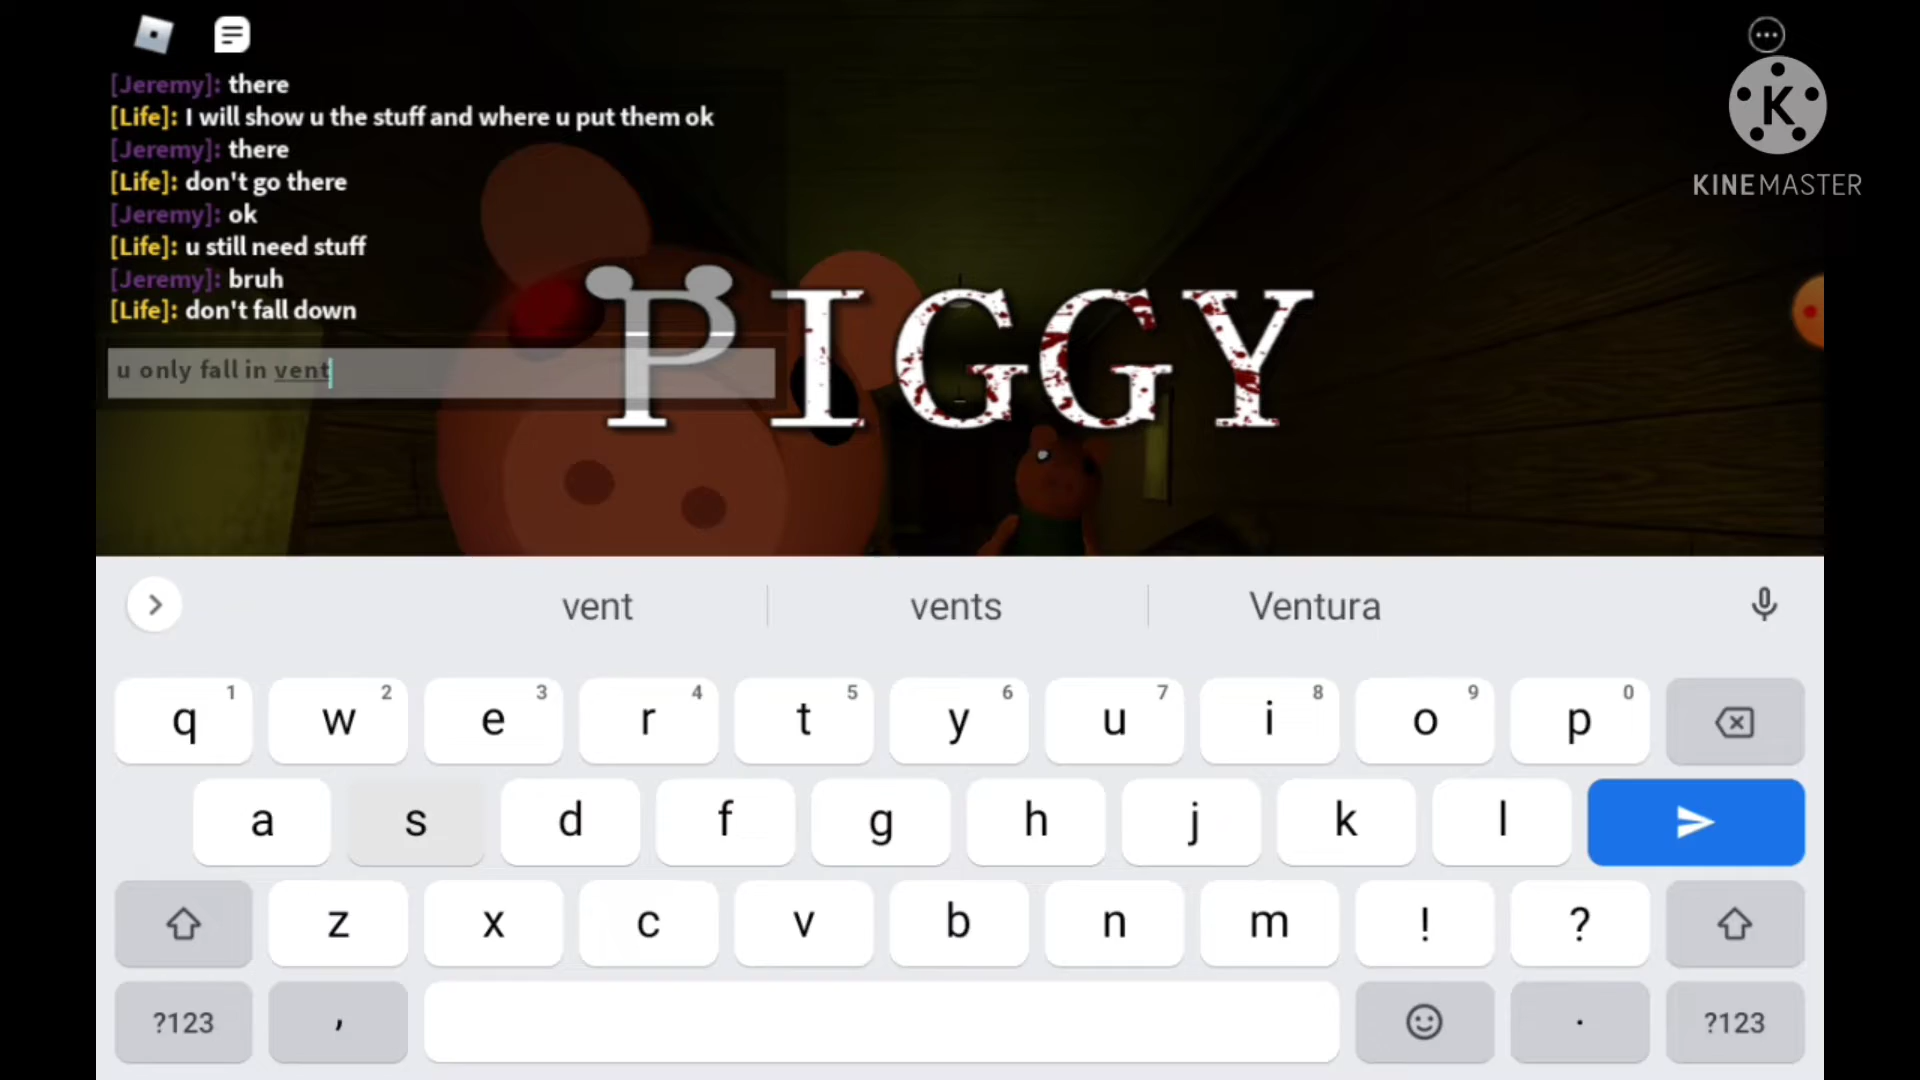 [Jeremy]: there
[Life]: I will show u the stuff and where u put them ok
[Jeremy]: there
[Life]: don't go there
[Jeremy]: ok
[Life]: u still need stuff
[Jeremy]: bruh
[Life]: don't fall down
u only fall in vent
PIGGY
K
KINEMASTER
vent vents Ventura
q 1 w 2 e 3 r 4 t 5 y 6 u 7 i 8 o 9 p 0
a s d f g h j k l
z x c v b n m ! ?
?123 , . ?123